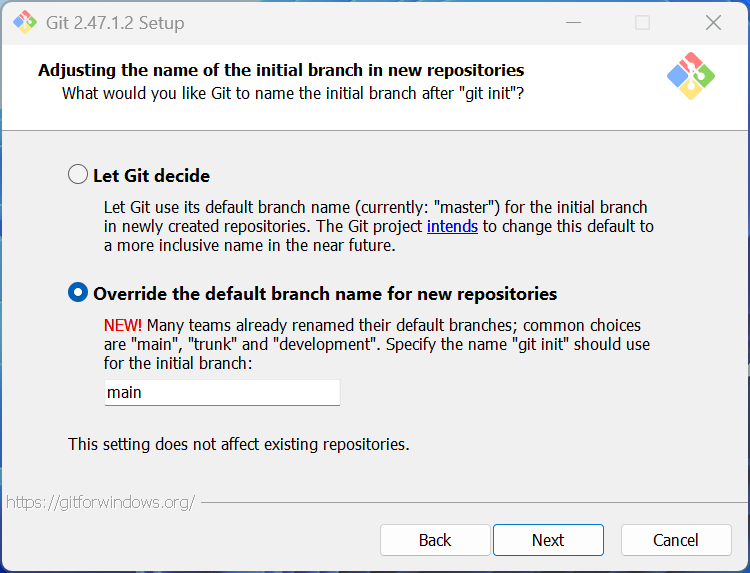 Git 2.47.1.2 Setup
Adjusting the name of the initial branch in new repositories
What would you like Git to name the initial branch after "git init"?
Let Git decide
Let Git use its default branch name (currently: "master") for the initial branch
in newly created repositories. The Git project intends to change this default to
a more inclusive name in the near future.
Override the default branch name for new repositories
NEW! Many teams already renamed their default branches; common choices
are "main", "trunk" and "development". Specify the name "git init" should use
for the initial branch:
main
This setting does not affect existing repositories.
https://gitforwindows.org/
Back Next Cancel